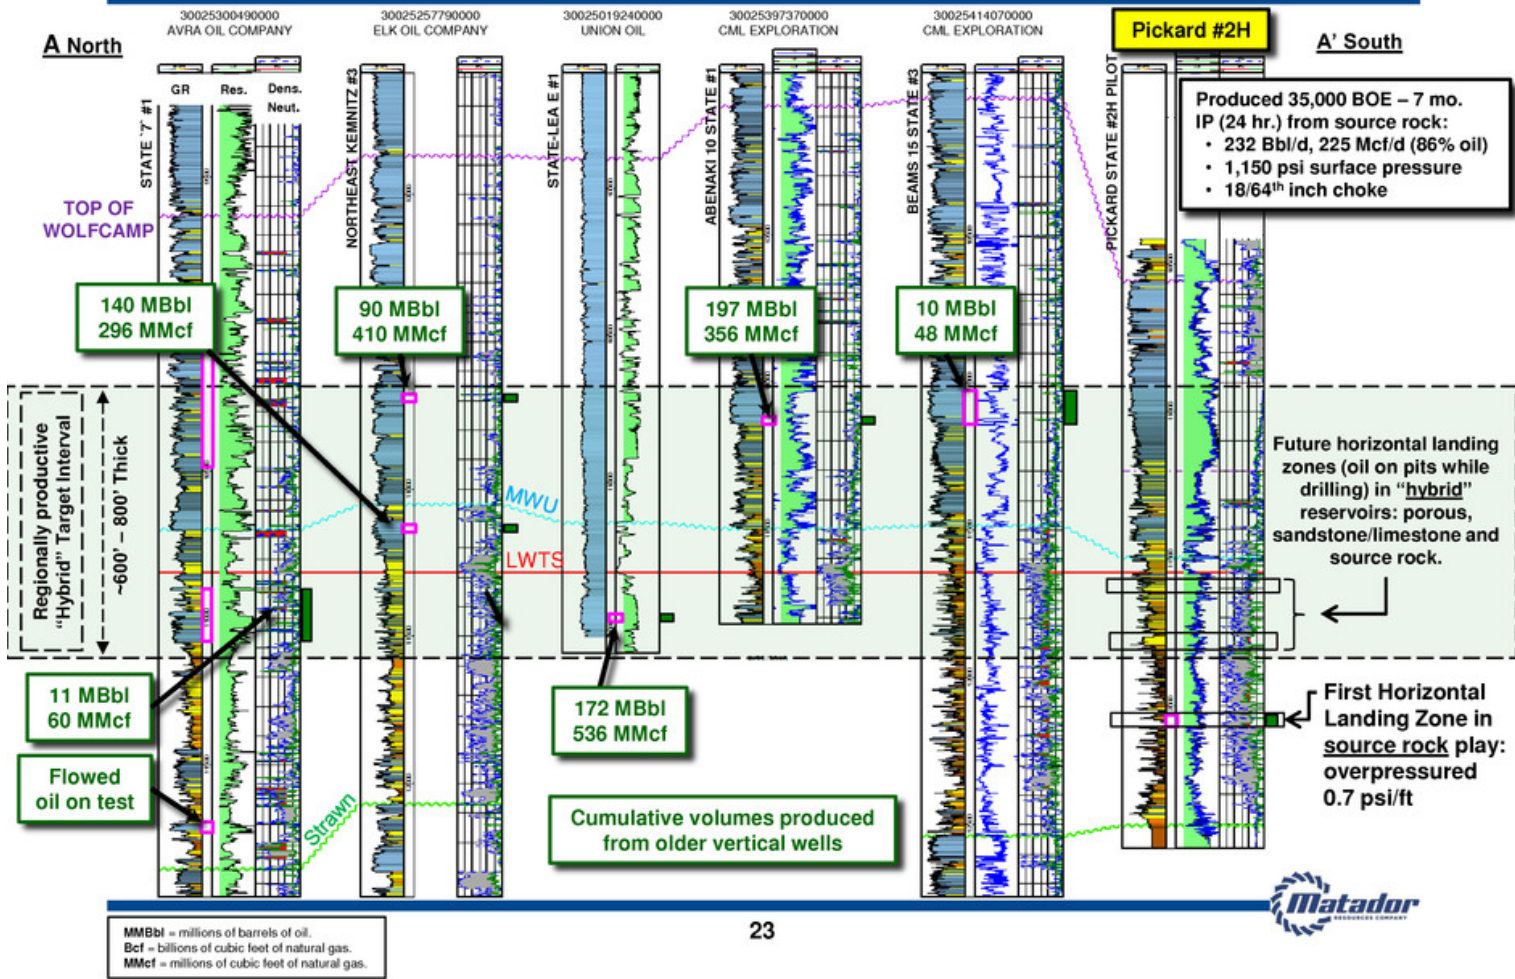 30025300490000
AVRA OIL COMPANY
30025257790000
ELK OIL COMPANY
30025019240000
UNION OIL
30025397370000
CML EXPLORATION
30025414070000
CML EXPLORATION
Pickard #2H
A North
A' South
GR
Res.
Dens.
Neut.
STATE '7' #1
NORTHEAST KEMNITZ #3
STATE-LEA E #1
ABENAKI 10 STATE #1
BEAMS 15 STATE #3
PICKARD STATE #2H PILOT
Produced 35,000 BOE – 7 mo.
IP (24 hr.) from source rock:
• 232 Bbl/d, 225 Mcf/d (86% oil)
• 1,150 psi surface pressure
• 18/64th inch choke
TOP OF
WOLFCAMP
140 MBbl
296 MMcf
90 MBbl
410 MMcf
197 MBbl
356 MMcf
10 MBbl
48 MMcf
Regionally productive
"Hybrid" Target Interval
~600' – 800' Thick
MWU
LWTS
Future horizontal landing
zones (oil on pits while
drilling) in "hybrid"
reservoirs: porous,
sandstone/limestone and
source rock.
11 MBbl
60 MMcf
172 MBbl
536 MMcf
First Horizontal
Landing Zone in
source rock play:
overpressured
0.7 psi/ft
Flowed
oil on test
Strawn
Cumulative volumes produced
from older vertical wells
Matador
RESOURCES COMPANY
23
MMBbl = millions of barrels of oil.
Bcf = billions of cubic feet of natural gas.
MMcf = millions of cubic feet of natural gas.